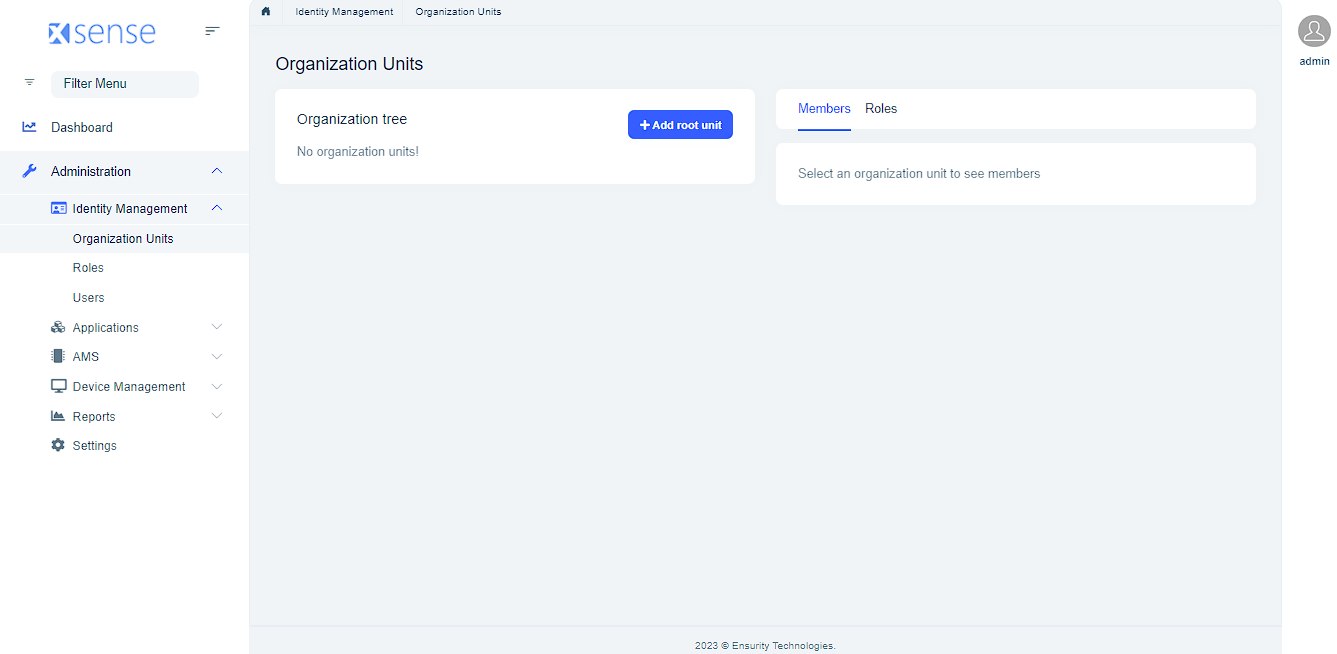 sense
Filter Menu
Dashboard
Administration
Identity Management
Organization Units
Roles
Users
Applications
AMS
Device Management
Reports
Settings
Identity Management
Organization Units
Organization Units
Organization tree
Add root unit
No organization units!
Members
Roles
Select an organization unit to see members
2023 © Ensurity Technologies.
admin